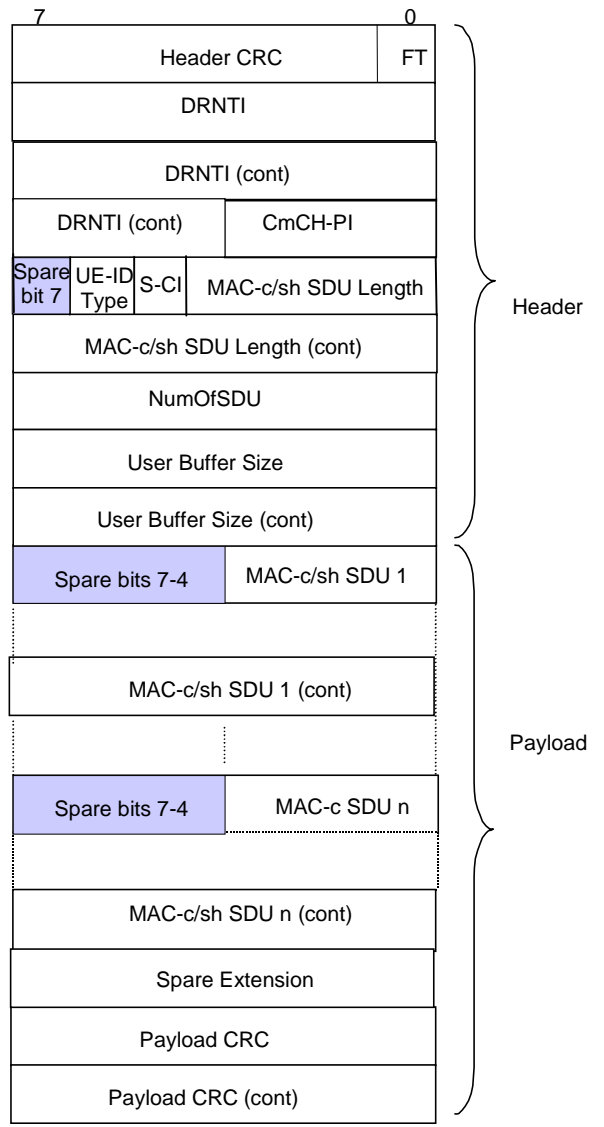 7 0
Header CRC FT
DRNTI
DRNTI (cont)
DRNTI (cont) CmCH-PI
Spare bit 7 UE-ID Type S-CI MAC-c/sh SDU Length
MAC-c/sh SDU Length (cont)
Header
NumOfSDU
User Buffer Size
User Buffer Size (cont)
Spare bits 7-4 MAC-c/sh SDU 1
MAC-c/sh SDU 1 (cont)
Payload
Spare bits 7-4 MAC-c SDU n
MAC-c/sh SDU n (cont)
Spare Extension
Payload CRC
Payload CRC (cont)